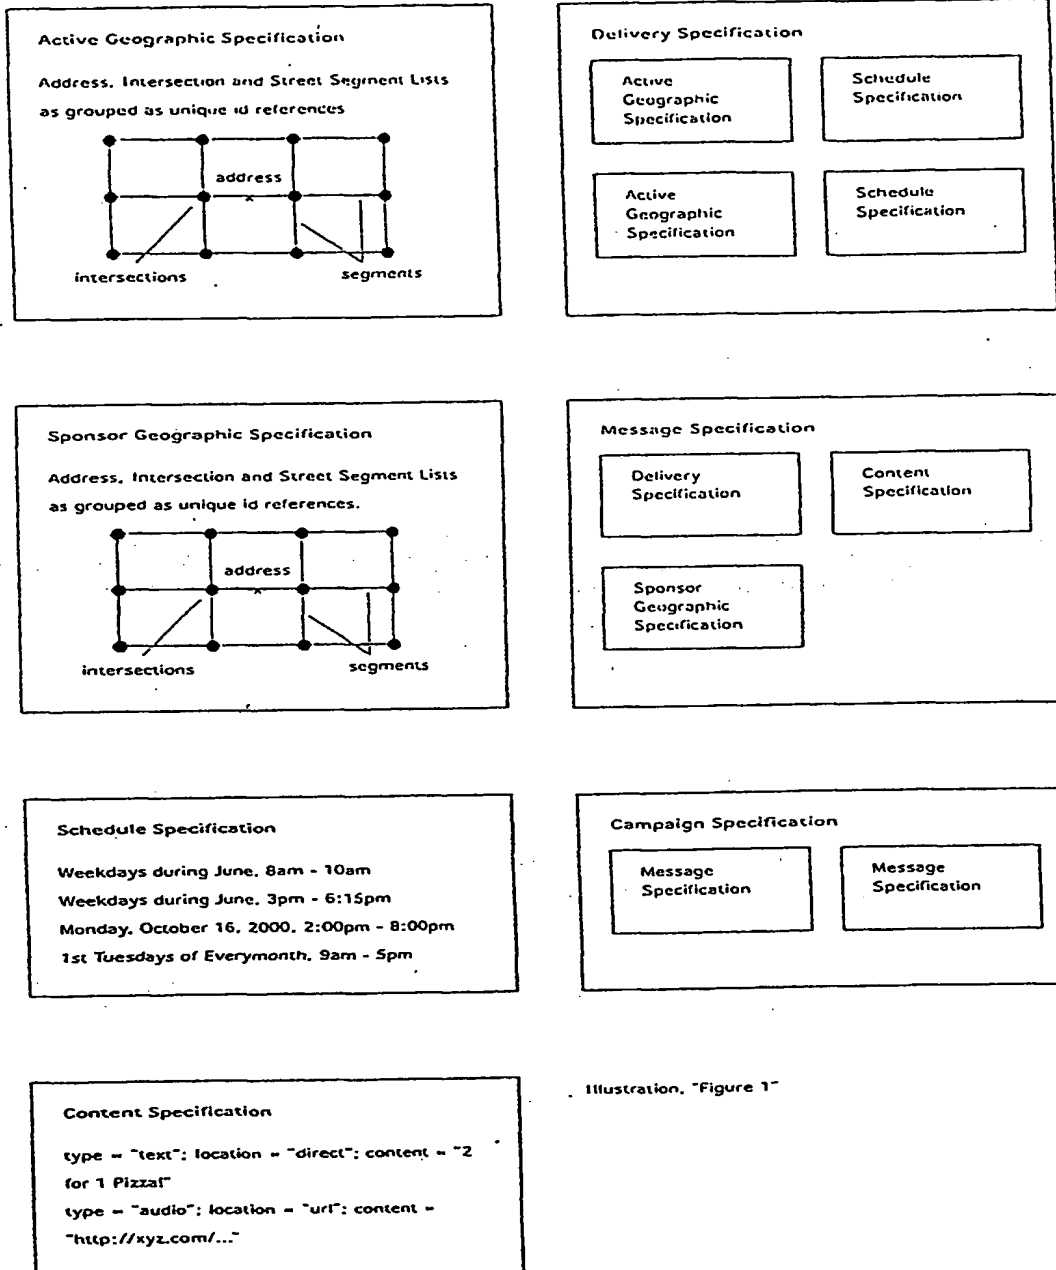 Active Geographic Specification
Address, Intersection and Street Segment Lists
as grouped as unique id references
address
intersections
segments
Delivery Specification
Active
Geographic
Specification
Schedule
Specification
Active
Geographic
Specification
Schedule
Specification
Sponsor Geographic Specification
Address, Intersection and Street Segment Lists
as grouped as unique id references.
address
intersections
segments
Message Specification
Delivery
Specification
Content
Specification
Sponsor
Geographic
Specification
Schedule Specification
Weekdays during June, 8am - 10am
Weekdays during June, 3pm - 6:15pm
Monday, October 16, 2000, 2:00pm - 8:00pm
1st Tuesdays of Everymonth, 9am - 5pm
Campaign Specification
Message
Specification
Message
Specification
Content Specification
type = "text"; location = "direct"; content = "2
for 1 Pizza!"
type = "audio"; location = "url"; content =
"http://xyz.com/..."
Illustration, "Figure 1"